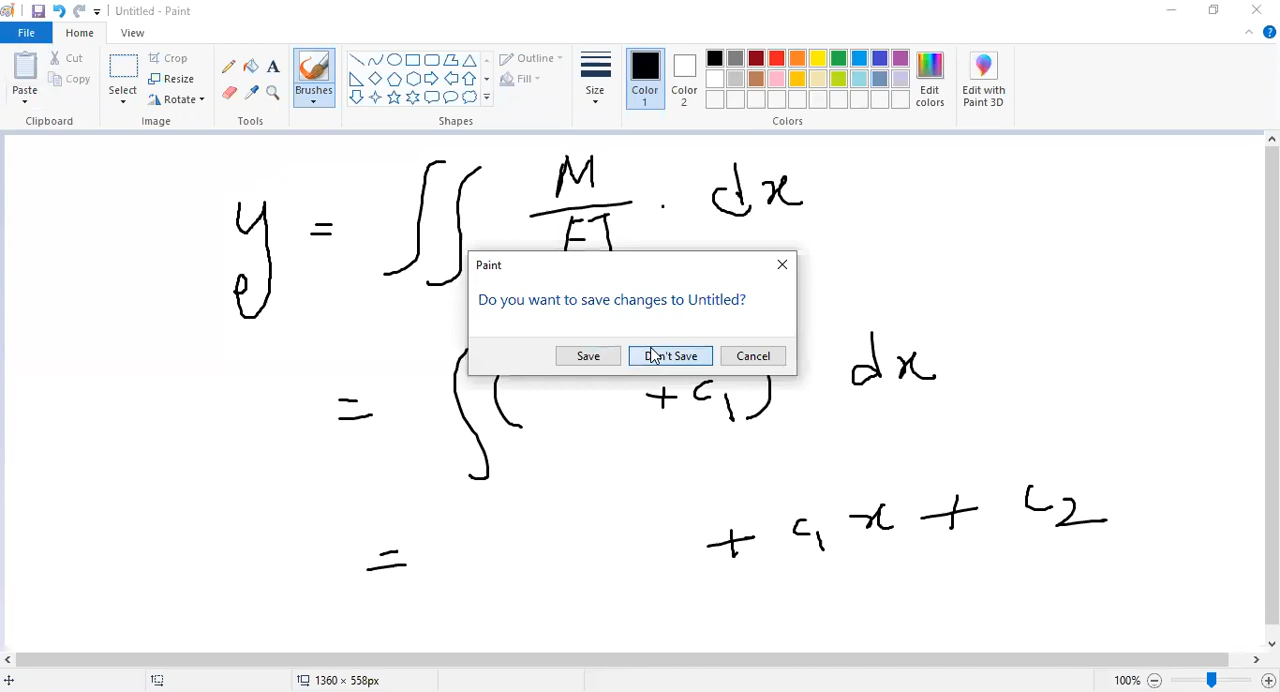 Untitled - Paint
File Home View
Paste
Cut
Copy
Clipboard
Select
Crop
Resize
Rotate
Image
A
Tools
Brushes
Outline
Fill
Shapes
Size
Color 1
Color 2
Edit colors
Colors
Edit with Paint 3D
y = ∫∫ M/EI . dx
Paint
Do you want to save changes to Untitled?
Save Don't Save Cancel
= ∫ ( + c₁ ) dx
= + c₁ x + c₂
1360 × 558px
100%